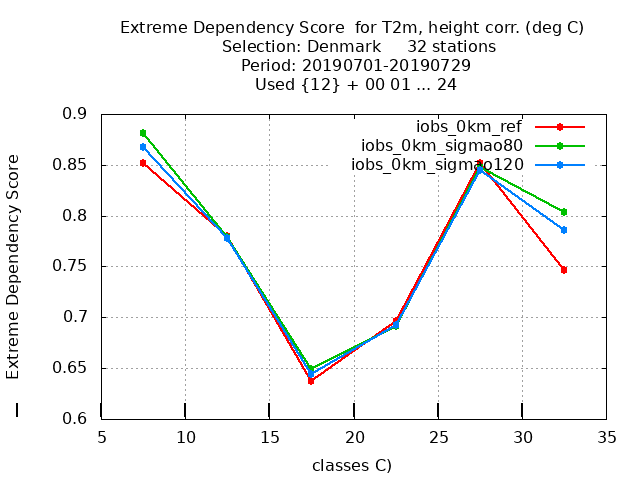 Extreme Dependency Score  for T2m, height corr. (deg C)
Selection: Denmark     32 stations
Period: 20190701-20190729
Used {12} + 00 01 ... 24
iobs_0km_ref
iobs_0km_sigmao80
iobs_0km_sigmao120
Extreme Dependency Score
0.9
0.85
0.8
0.75
0.7
0.65
0.6
5 10 15 20 25 30 35
classes C)